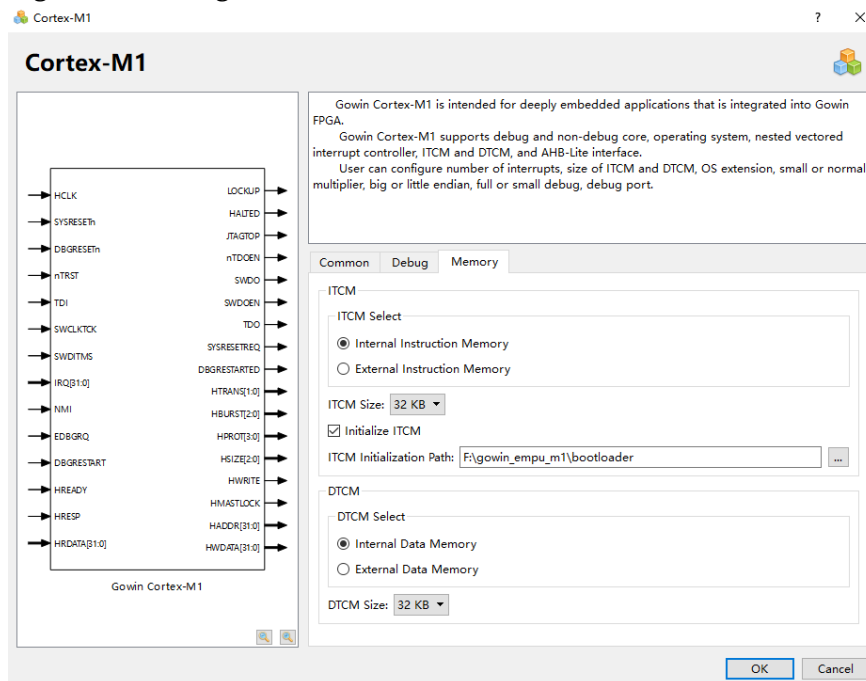 Cortex-M1
?
Cortex-M1
Gowin Cortex-M1 is intended for deeply embedded applications that is integrated into Gowin
FPGA.
Gowin Cortex-M1 supports debug and non-debug core, operating system, nested vectored
interrupt controller, ITCM and DTCM, and AHB-Lite interface.
User can configure number of interrupts, size of ITCM and DTCM, OS extension, small or normal
multiplier, big or little endian, full or small debug, debug port.
HCLK
SYSRESETn
DBGRESETn
nTRST
TDI
SWCLKTCK
SWDITMS
IRQ[31:0]
NMI
EDBGRQ
DBGRESTART
HREADY
HRESP
HRDATA[31:0]
LOCKUP
HALTED
JTAGTOP
nTDOEN
SWDO
SWDOEN
TDO
SYSRESETREQ
DBGRESTARTED
HTRANS[1:0]
HBURST[2:0]
HPROT[3:0]
HSIZE[2:0]
HWRITE
HMASTLOCK
HADDR[31:0]
HWDATA[31:0]
Gowin Cortex-M1
Common Debug Memory
ITCM
ITCM Select
Internal Instruction Memory
External Instruction Memory
ITCM Size: 32 KB
Initialize ITCM
ITCM Initialization Path: F:\gowin_empu_m1\bootloader ...
DTCM
DTCM Select
Internal Data Memory
External Data Memory
DTCM Size: 32 KB
OK Cancel